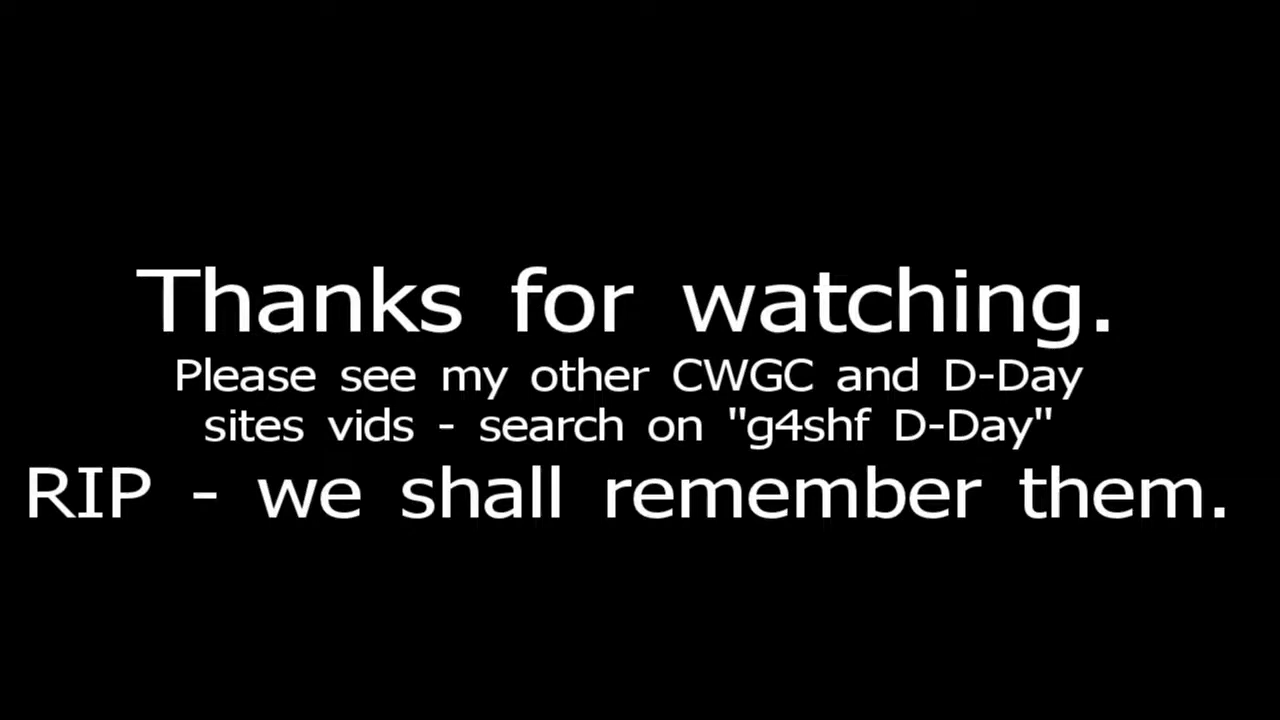 Thanks for watching.
Please see my other CWGC and D-Day
sites vids - search on "g4shf D-Day"
RIP - we shall remember them.